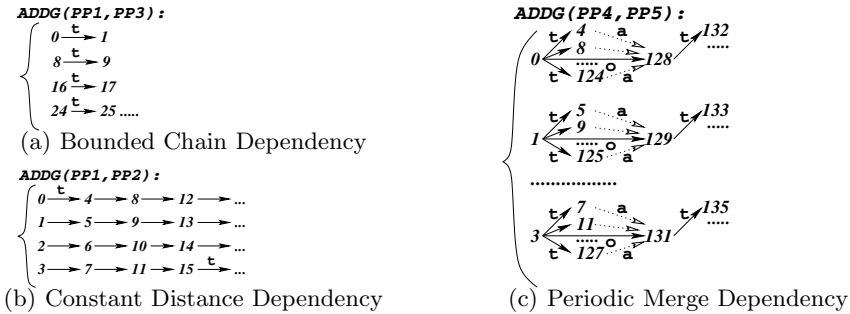 ADDG(PP1,PP3):
t
0 1
t
8 9
t
16 17
t
24 25 .....
(a) Bounded Chain Dependency
ADDG(PP1,PP2):
t
0 4 8 12 ...
1 5 9 13 ...
2 6 10 14 ...
t
3 7 11 15 ...
(b) Constant Distance Dependency
ADDG(PP4,PP5):
t 4 a t 132
8 .....
0 ..... o 128
t 124 a
t 5 a t 133
9 .....
1 ..... o 129
t 125 a
.................
t 7 a t 135
11 .....
3 ..... o 131
t 127 a
(c) Periodic Merge Dependency